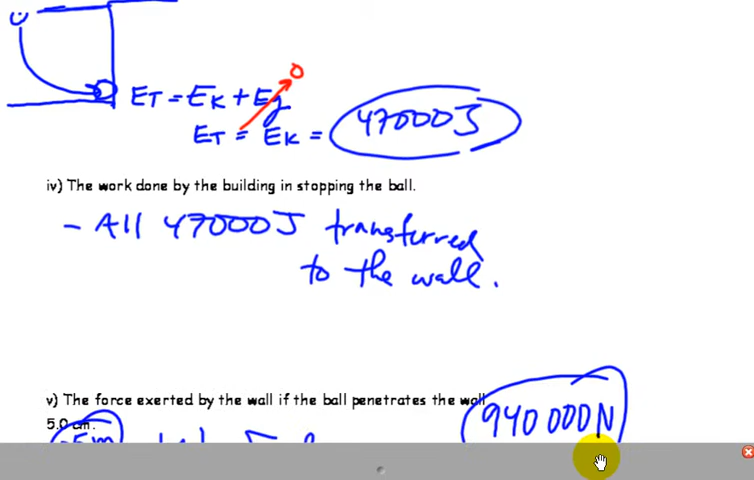 ET = EK + Eg 0
ET = EK = 47000J
iv) The work done by the building in stopping the ball.
- All 47000J transferred
to the wall.
v) The force exerted by the wall if the ball penetrates the wall
5.0 cm.
940 000N